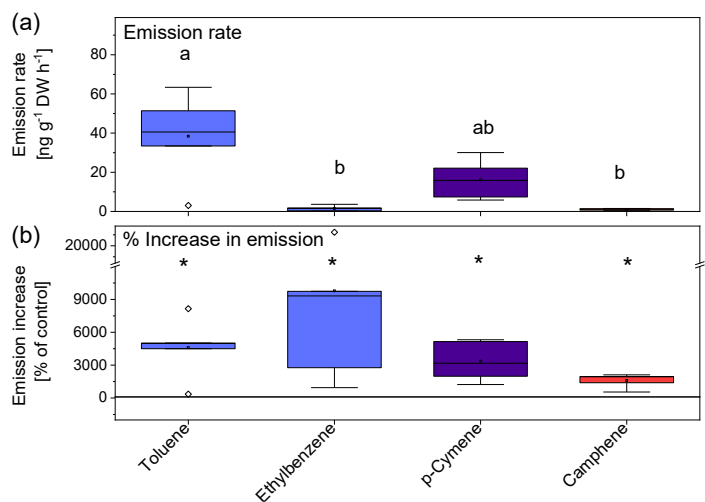 (a)
Emission rate
Emission rate
[ng g⁻¹ DW h⁻¹]
80
60
40
20
0
a
b
ab
b
(b)
% Increase in emission
Emission increase
[% of control]
20000
9000
6000
3000
0
*
*
*
*
Toluene
Ethylbenzene
p-Cymene
Camphene